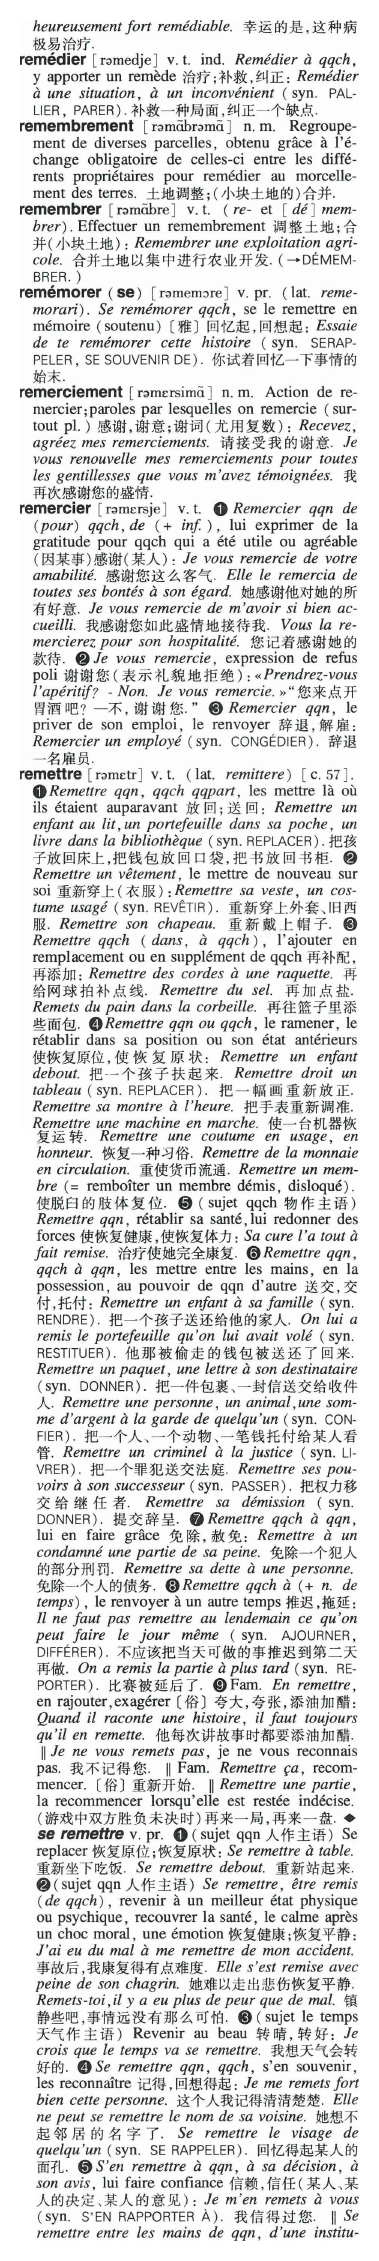 heureusement fort remédiable. 幸运的是,这种病
极易治疗.
remédier [rəmedje] v. t. ind. Remédier à qqch,
y apporter un remède 治疗;补救,纠正: Remédier
à une situation, à un inconvénient ( syn. PAL-
LIER, PARER). 补救一种局面,纠正一个缺点.
remembrement [rəmɑ̃brəmɑ̃] n. m. Regroupe-
ment de diverses parcelles, obtenu grâce à l'é-
change obligatoire de celles-ci entre les diffé-
rents propriétaires pour remédier au morcelle-
ment des terres. 土地调整;(小块土地的)合并.
remembrer [rəmɑ̃bre] v. t. ( re- et [ dé ] mem-
brer). Effectuer un remembrement 调整土地;合
并(小块土地): Remembrer une exploitation agri-
cole. 合并土地以集中进行农业开发. (→DÉMEM-
BRER. )
remémorer (se) [rəmemɔre] v. pr. (lat. reme-
morari). Se remémorer qqch, se le remettre en
mémoire (soutenu) [雅] 回忆起,回想起: Essaie
de te remémorer cette histoire ( syn. SERAP-
PELER, SE SOUVENIR DE). 你试着回忆一下事情的
始末.
remerciement [rəmɛrsimɑ̃] n. m. Action de re-
mercier;paroles par lesquelles on remercie (sur-
tout pl. ) 感谢,谢意;谢词(尤用复数): Recevez,
agréez mes remerciements. 请接受我的谢意. Je
vous renouvelle mes remerciements pour toutes
les gentillesses que vous m'avez témoignées. 我
再次感谢您的盛情.
remercier [rəmɛrsje] v. t. ❶ Remercier qqn de
(pour) qqch, de (+ inf. ), lui exprimer de la
gratitude pour qqch qui a été utile ou agréable
(因某事)感谢(某人): Je vous remercie de votre
amabilité. 感谢您这么客气. Elle le remercia de
toutes ses bontés à son égard. 她感谢他对她的所
有好意. Je vous remercie de m'avoir si bien ac-
cueilli. 我感谢您如此盛情地接待我. Vous la re-
mercierez pour son hospitalité. 您记着感谢她的
款待. ❷ Je vous remercie, expression de refus
poli 谢谢您(表示礼貌地拒绝): «Prendrez-vous
l'apéritif? - Non. Je vous remercie. »“您来点开
胃酒吧? —不, 谢谢您. ” ❸ Remercier qqn, le
priver de son emploi, le renvoyer 辞退, 解雇:
Remercier un employé (syn. CONGÉDIER). 辞退
一名雇员.
remettre [rəmɛtr] v. t. (lat. remittere) [c. 57].
❶ Remettre qqn, qqch qqpart, les mettre là où
ils étaient auparavant 放回;送回: Remettre un
enfant au lit, un portefeuille dans sa poche, un
livre dans la bibliothèque (syn. REPLACER). 把孩
子放回床上,把钱包放回口袋,把书放回书柜. ❷
Remettre un vêtement, le mettre de nouveau sur
soi 重新穿上(衣服): Remettre sa veste, un cos-
tume usagé (syn. REVÊTIR). 重新穿上外套、旧西
服. Remettre son chapeau. 重新戴上帽子. ❸
Remettre qqch ( dans, à qqch ), l'ajouter en
remplacement ou en supplément de qqch 再补配,
再添加: Remettre des cordes à une raquette. 再
给网球拍补点线. Remettre du sel. 再加点盐.
Remets du pain dans la corbeille. 再往篮子里添
些面包. ❹ Remettre qqn ou qqch, le ramener, le
rétablir dans sa position ou son état antérieurs
使恢复原位,使恢复原状: Remettre un enfant
debout. 把一个孩子扶起来. Remettre droit un
tableau (syn. REPLACER). 把一幅画重新放正.
Remettre sa montre à l'heure. 把手表重新调准.
Remettre une machine en marche. 使一台机器恢
复运转. Remettre une coutume en usage, en
honneur. 恢复一种习俗. Remettre de la monnaie
en circulation. 重使货币流通. Remettre un mem-
bre (= remboîter un membre démis, disloqué).
使脱臼的肢体复位. ❺ (sujet qqch 物作主语)
Remettre qqn, rétablir sa santé,lui redonner des
forces 使恢复健康,使恢复体力: Sa cure l'a tout à
fait remise. 治疗使她完全康复. ❻ Remettre qqn,
qqch à qqn, les mettre entre les mains, en la
possession, au pouvoir de qqn d'autre 送交,交
付,托付: Remettre un enfant à sa famille ( syn.
RENDRE). 把一个孩子送还给他的家人. On lui a
remis le portefeuille qu'on lui avait volé ( syn.
RESTITUER). 他那被偷走的钱包被送还了回来.
Remettre un paquet, une lettre à son destinataire
( syn. DONNER). 把一件包裹、一封信送交给收件
人. Remettre une personne, un animal, une som-
me d'argent à la garde de quelqu'un ( syn. CON-
FIER). 把一个人、一个动物、一笔钱托付给某人看
管. Remettre un criminel à la justice ( syn. LI-
VRER). 把一个罪犯送交法庭. Remettre ses pou-
voirs à son successeur (syn. PASSER). 把权力移
交给继任者. Remettre sa démission ( syn.
DONNER). 提交辞呈. ❼ Remettre qqch à qqn,
lui en faire grâce 免除,赦免: Remettre à un
condamné une partie de sa peine. 免除一个犯人
的部分刑罚. Remettre sa dette à une personne.
免除一个人的债务. ❽ Remettre qqch à (+ n. de
temps), le renvoyer à un autre temps 推迟,拖延:
Il ne faut pas remettre au lendemain ce qu'on
peut faire le jour même ( syn. AJOURNER,
DIFFÉRER). 不应该把当天可做的事推迟到第二天
再做. On a remis la partie à plus tard (syn. RE-
PORTER). 比赛被延后了. ❾ Fam. En remettre,
en rajouter,exagérer [俗] 夸大,夸张,添油加醋:
Quand il raconte une histoire, il faut toujours
qu'il en remette. 他每次讲故事时都要添油加醋.
‖ Je ne vous remets pas, je ne vous reconnais
pas. 我不记得您. ‖ Fam. Remettre ça, recom-
mencer. [俗] 重新开始. ‖ Remettre une partie,
la recommencer lorsqu'elle est restée indécise.
(游戏中双方胜负未决时)再来一局,再来一盘. ◆
se remettre v. pr. ❶ (sujet qqn 人作主语) Se
replacer 恢复原位;恢复原状: Se remettre à table.
重新坐下吃饭. Se remettre debout. 重新站起来.
❷ (sujet qqn 人作主语) Se remettre, être remis
(de qqch), revenir à un meilleur état physique
ou psychique, recouvrer la santé, le calme après
un choc moral, une émotion 恢复健康;恢复平静:
J'ai eu du mal à me remettre de mon accident.
事故后,我康复得有点难度. Elle s'est remise avec
peine de son chagrin. 她难以走出悲伤恢复平静.
Remets-toi, il y a eu plus de peur que de mal. 镇
静些吧,事情远没有那么可怕. ❸ (sujet le temps
天气作主语) Revenir au beau 转晴,转好: Je
crois que le temps va se remettre. 我想天气会转
好的. ❹ Se remettre qqn, qqch, s'en souvenir,
les reconnaître 记得,回想得起: Je me remets fort
bien cette personne. 这个人我记得清清楚楚. Elle
ne peut se remettre le nom de sa voisine. 她想不
起邻居的名字了. Se remettre le visage de
quelqu'un (syn. SE RAPPELER). 回忆得起某人的
面孔. ❺ S'en remettre à qqn, à sa décision, à
son avis, lui faire confiance 信赖,信任(某人、某
人的决定、某人的意见): Je m'en remets à vous
(syn. S'EN RAPPORTER À). 我信得过您. ‖ Se
remettre entre les mains de qqn, d'une institu-